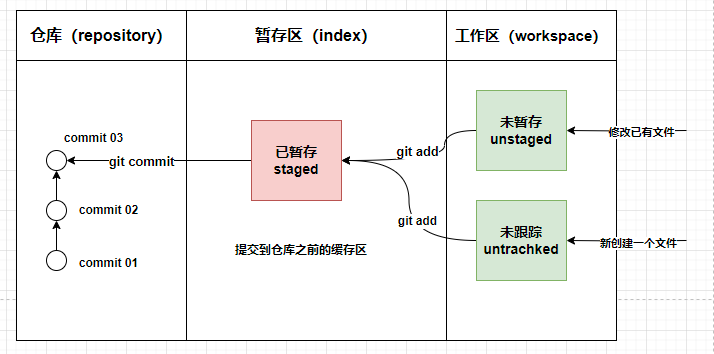 仓库（repository）
暂存区（index）
工作区（workspace）
commit 03
git commit
commit 02
commit 01
已暂存
staged
提交到仓库之前的缓存区
git add
git add
未暂存
unstaged
修改已有文件
未跟踪
untrachked
新创建一个文件